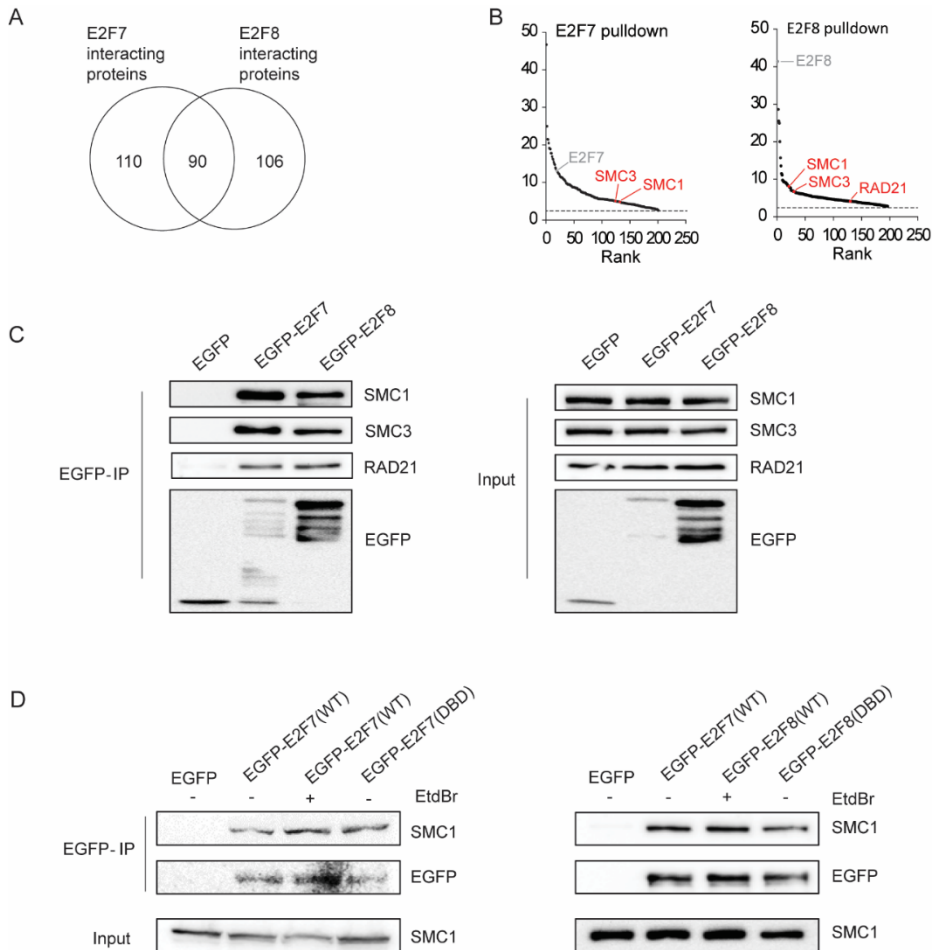 A
E2F7
interacting
proteins
E2F8
interacting
proteins
110
90
106
B
E2F7 pulldown
50
40
30
20
10
0
E2F7
SMC3
SMC1
0 50 100 150 200 250
Rank
E2F8 pulldown
50
40
30
20
10
0
E2F8
SMC1
SMC3
RAD21
0 50 100 150 200 250
Rank
C
EGFP
EGFP-E2F7
EGFP-E2F8
EGFP-IP
SMC1
SMC3
RAD21
EGFP
EGFP
EGFP-E2F7
EGFP-E2F8
Input
SMC1
SMC3
RAD21
EGFP
D
EGFP
EGFP-E2F7(WT)
EGFP-E2F7(WT)
EGFP-E2F7(DBD)
- - + - EtdBr
EGFP-IP
SMC1
EGFP
Input
SMC1
EGFP
EGFP-E2F7(WT)
EGFP-E2F8(WT)
EGFP-E2F8(DBD)
- - + - EtdBr
SMC1
EGFP
SMC1